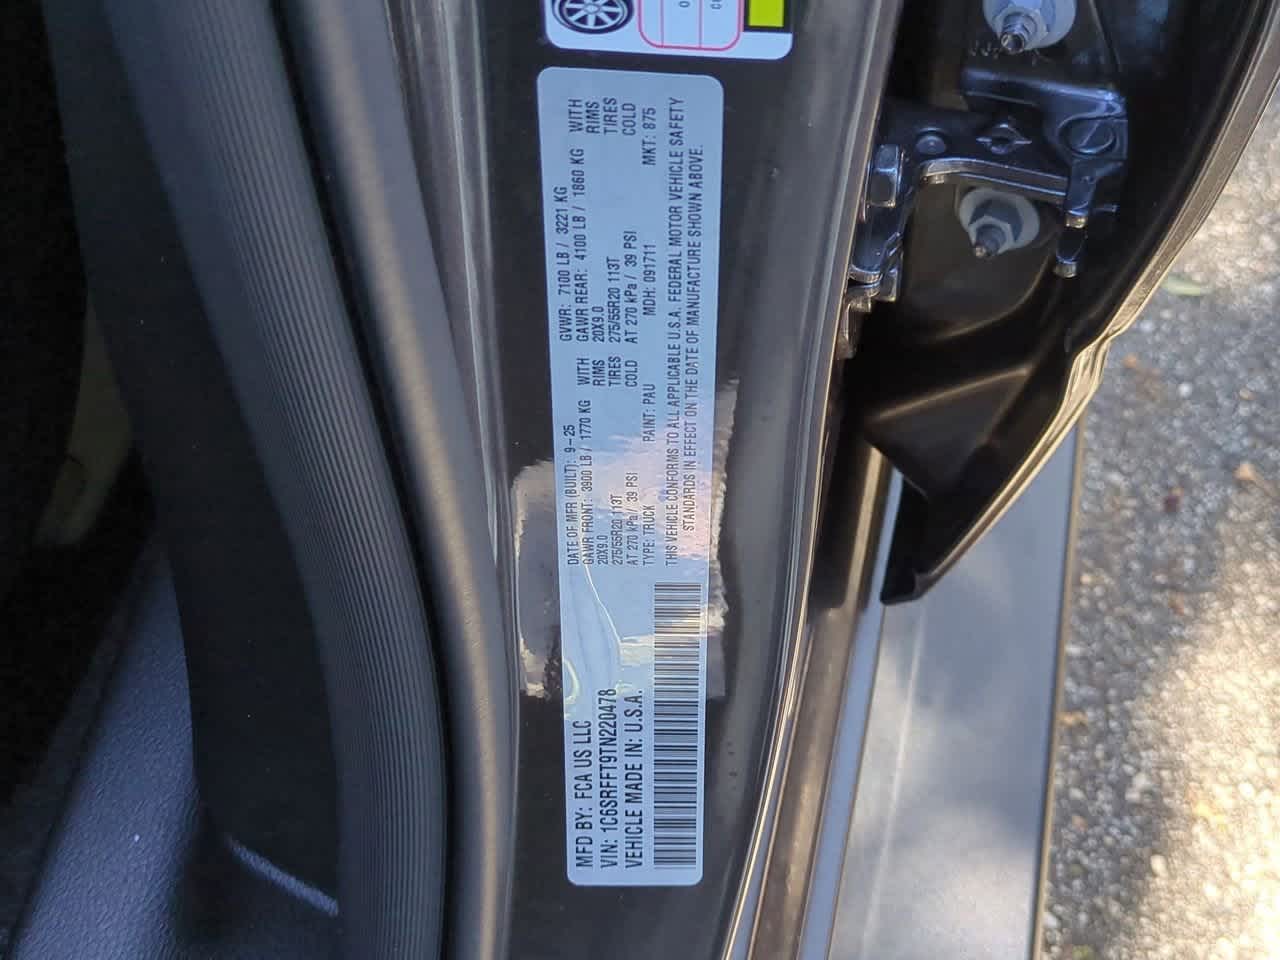 MFD BY: FCA US LLC
VIN: 1C6SRFFT9TN220478
VEHICLE MADE IN: U.S.A.
DATE OF MFR (BUILT): 9-25 GVWR: 7100 LB / 3221 KG
GAWR FRONT: 3900 LB / 1770 KG WITH GAWR REAR: 4100 LB / 1860 KG WITH
20X9.0 RIMS 20X9.0 RIMS
275/55R20 113T TIRES 275/55R20 113T TIRES
AT 270 kPa / 39 PSI COLD AT 270 kPa / 39 PSI COLD
TYPE: TRUCK PAINT: PAU MDH: 091711 MKT: 875
THIS VEHICLE CONFORMS TO ALL APPLICABLE U.S.A. FEDERAL MOTOR VEHICLE SAFETY
STANDARDS IN EFFECT ON THE DATE OF MANUFACTURE SHOWN ABOVE.